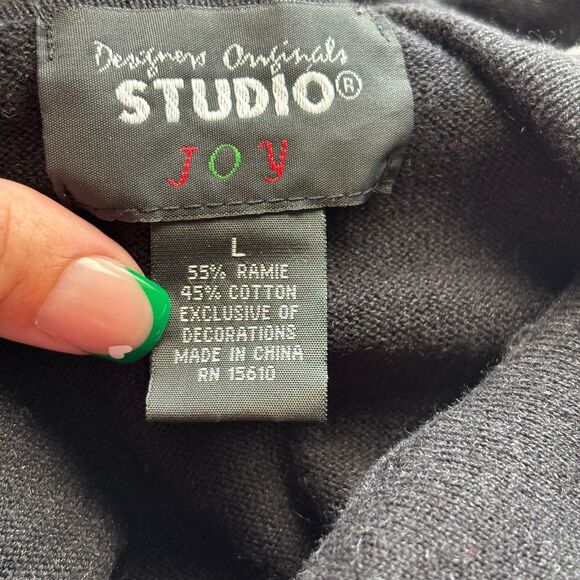 Designers Originals
STUDIO®
JOY
L
55% RAMIE
45% COTTON
EXCLUSIVE OF
DECORATIONS
MADE IN CHINA
RN 15610